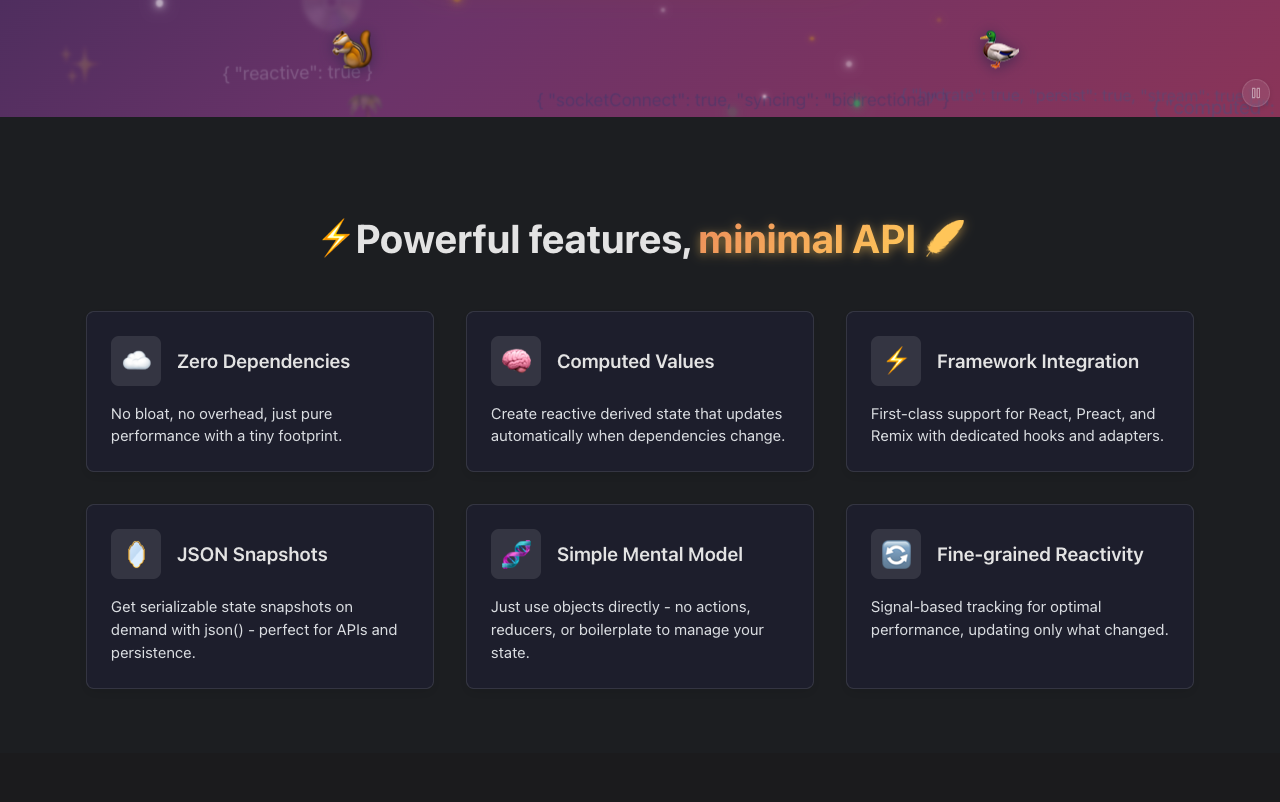 { "reactive": true }
{ "socketConnect": true, "syncing": "bidirectional" }
⚡Powerful features, minimal API 🪶
Zero Dependencies
No bloat, no overhead, just pure
performance with a tiny footprint.
Computed Values
Create reactive derived state that updates
automatically when dependencies change.
Framework Integration
First-class support for React, Preact, and
Remix with dedicated hooks and adapters.
JSON Snapshots
Get serializable state snapshots on
demand with json() - perfect for APIs and
persistence.
Simple Mental Model
Just use objects directly - no actions,
reducers, or boilerplate to manage your
state.
Fine-grained Reactivity
Signal-based tracking for optimal
performance, updating only what changed.